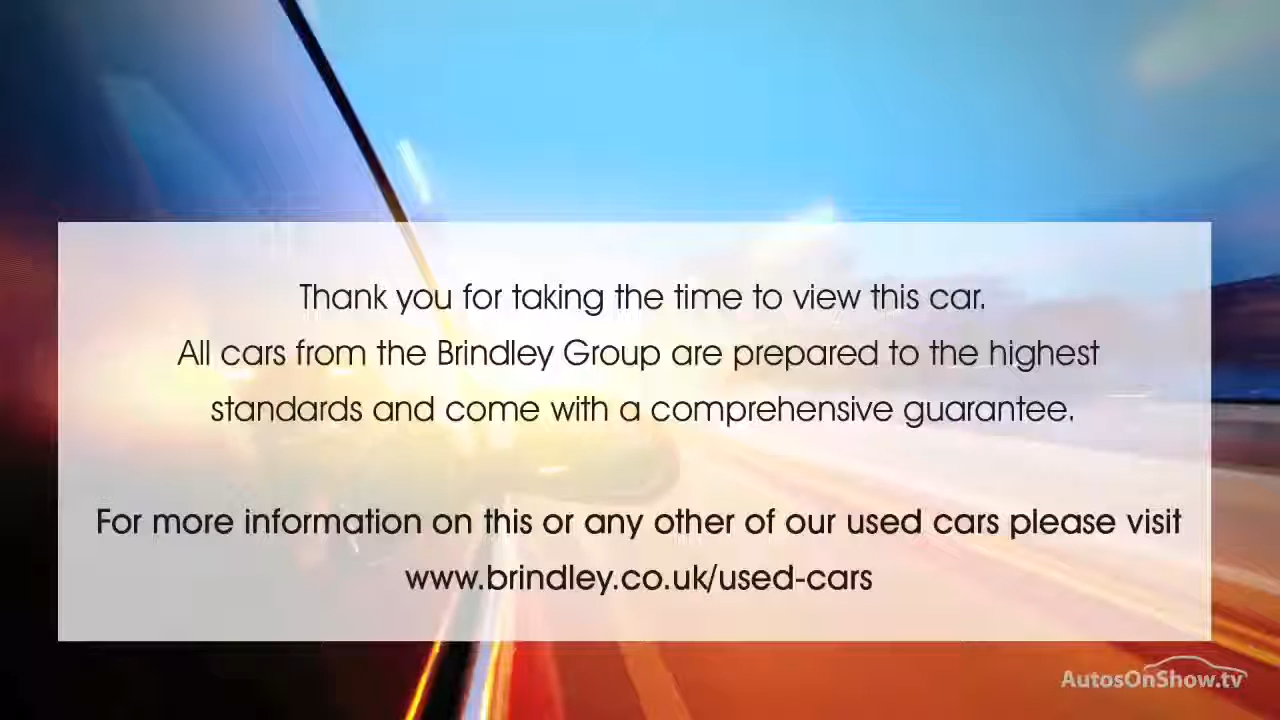 Thank you for taking the time to view this car.
All cars from the Brindley Group are prepared to the highest
standards and come with a comprehensive guarantee.
For more information on this or any other of our used cars please visit
www.brindley.co.uk/used-cars
AutosOnShow.tv